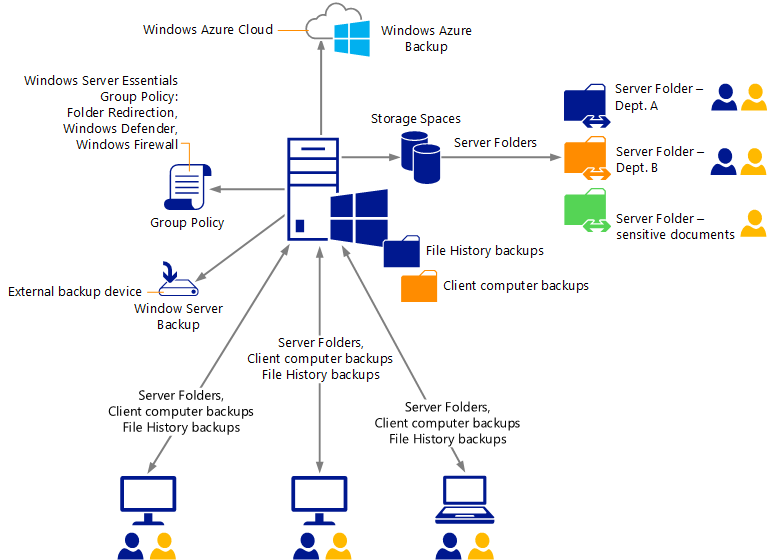 Windows Azure Cloud
Windows Azure
Backup
Windows Server Essentials
Group Policy:
Folder Redirection,
Windows Defender,
Windows Firewall
Group Policy
Storage Spaces
Server Folders
Server Folder –
Dept. A
Server Folder –
Dept. B
Server Folder –
sensitive documents
File History backups
Client computer backups
External backup device
Window Server
Backup
Server Folders,
Client computer backups
File History backups
Server Folders,
Client computer backups
File History backups
Server Folders,
Client computer backups
File History backups